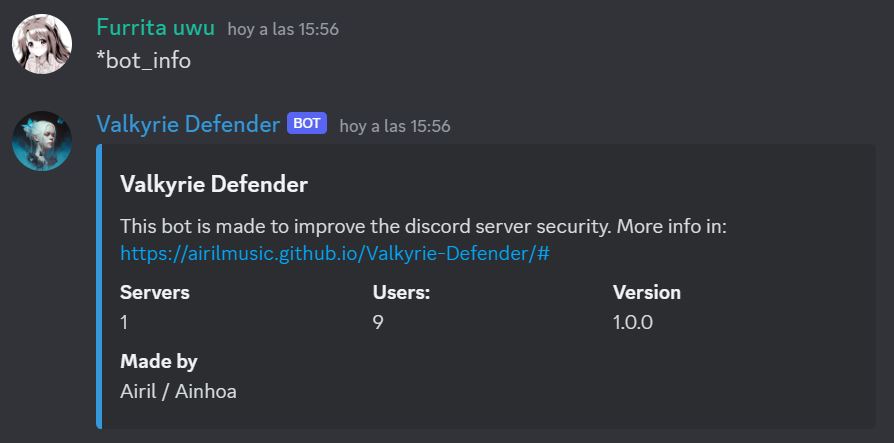 Furrita uwu hoy a las 15:56
*bot_info
Valkyrie Defender BOT hoy a las 15:56
Valkyrie Defender
This bot is made to improve the discord server security. More info in:
https://airilmusic.github.io/Valkyrie-Defender/#
Servers Users: Version
1 9 1.0.0
Made by
Airil / Ainhoa